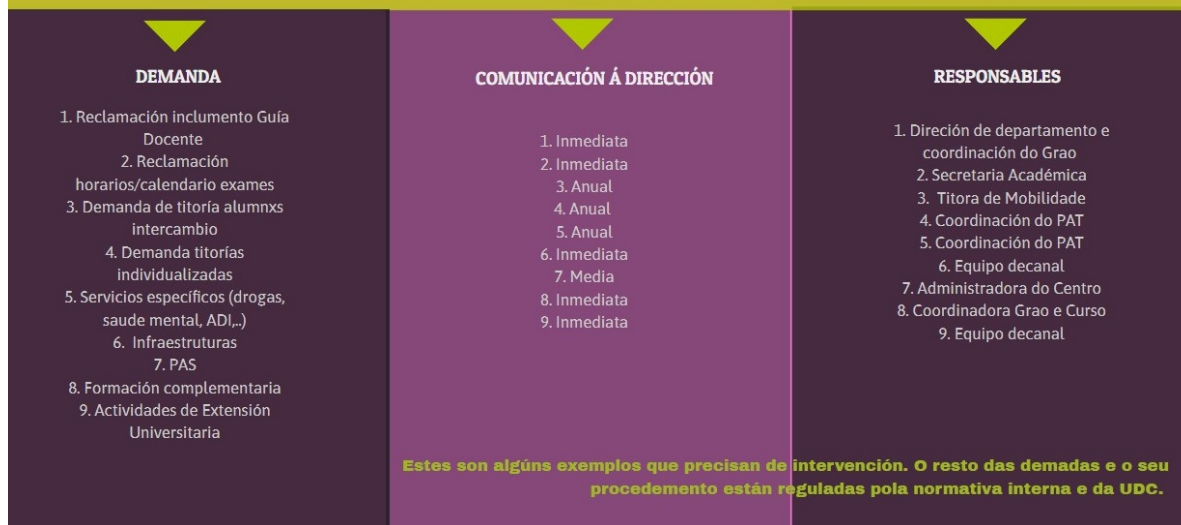 DEMANDA
1. Reclamación inclumento Guía
Docente
2. Reclamación
horarios/calendario exames
3. Demanda de titoría alumnxs
intercambio
4. Demanda titorías
individualizadas
5. Servicios específicos (drogas,
saude mental, ADI,..)
6. Infraestruturas
7. PAS
8. Formación complementaria
9. Actividades de Extensión
Universitaria
COMUNICACIÓN Á DIRECCIÓN
1. Inmediata
2. Inmediata
3. Anual
4. Anual
5. Anual
6. Inmediata
7. Media
8. Inmediata
9. Inmediata
RESPONSABLES
1. Direción de departamento e
coordinación do Grao
2. Secretaria Académica
3. Titora de Mobilidade
4. Coordinación do PAT
5. Coordinación do PAT
6. Equipo decanal
7. Administradora do Centro
8. Coordinadora Grao e Curso
9. Equipo decanal
Estes son algúns exemplos que precisan de intervención. O resto das demadas e o seu
procedemento están reguladas pola normativa interna e da UDC.